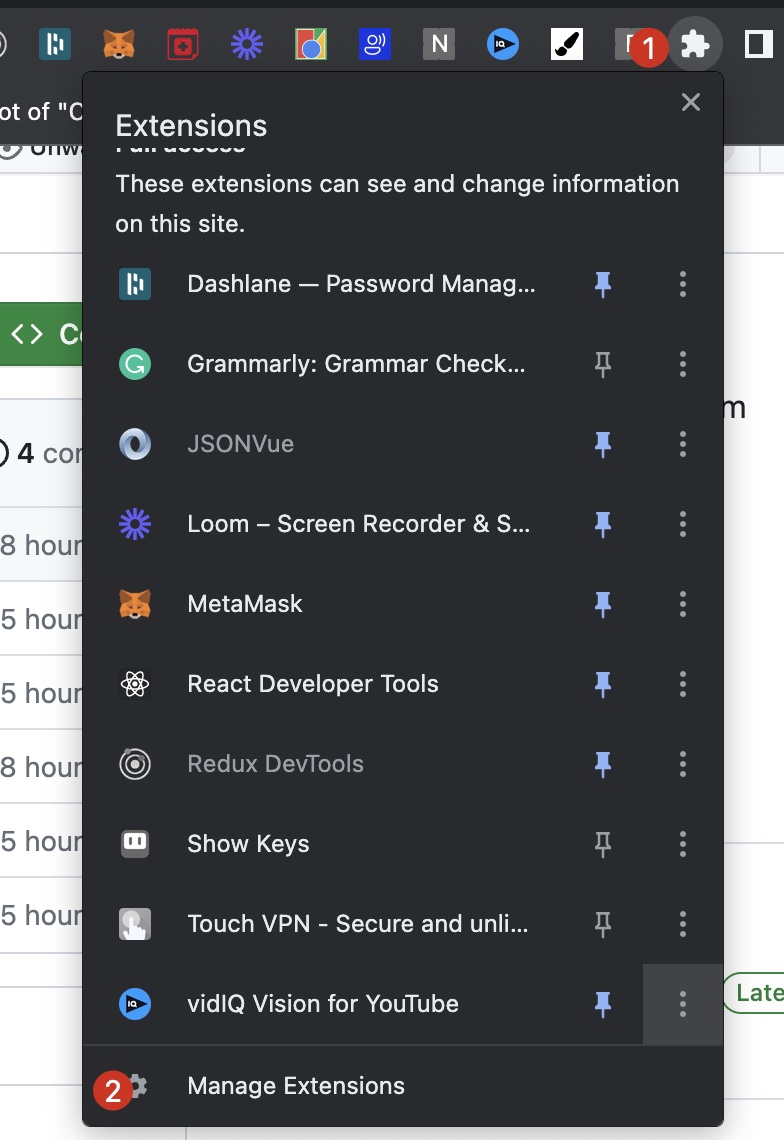 N
1
ot of "C
Extensions
Full access
These extensions can see and change information
on this site.
Dashlane — Password Manag...
<> Co
Grammarly: Grammar Check...
m
JSONVue
4 con
Loom – Screen Recorder & S...
8 hour
MetaMask
5 hour
React Developer Tools
5 hour
Redux DevTools
8 hour
Show Keys
5 hour
Touch VPN - Secure and unli...
5 hour
vidIQ Vision for YouTube
Late
2
Manage Extensions